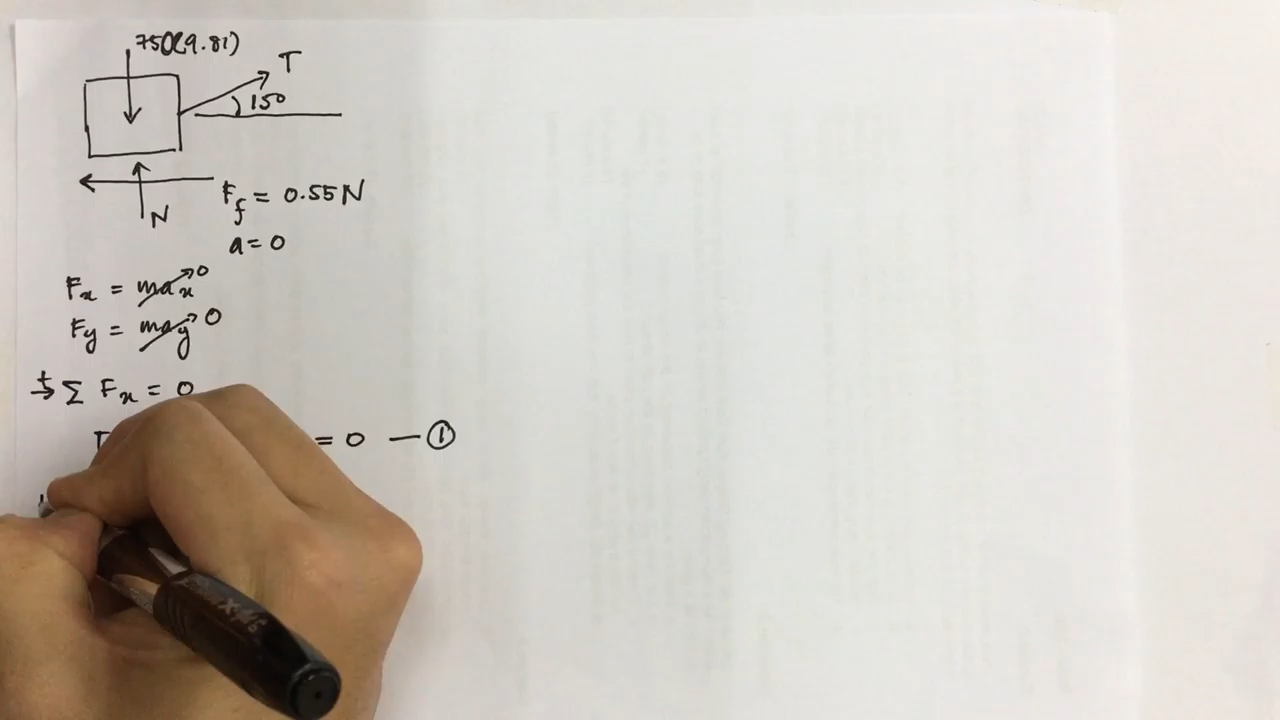 750(9.81)
T
15°
N
F_f = 0.55N
a = 0
F_x = ma_x → 0
F_y = ma_y → 0
+ → Σ F_x = 0
T = 0 — ①